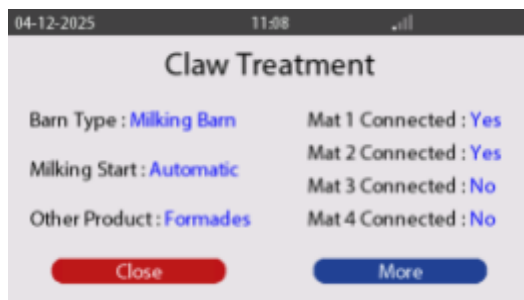 04-12-2025 11:08
Claw Treatment
Barn Type : Milking Barn
Milking Start : Automatic
Other Product : Formades
Mat 1 Connected : Yes
Mat 2 Connected : Yes
Mat 3 Connected : No
Mat 4 Connected : No
Close More